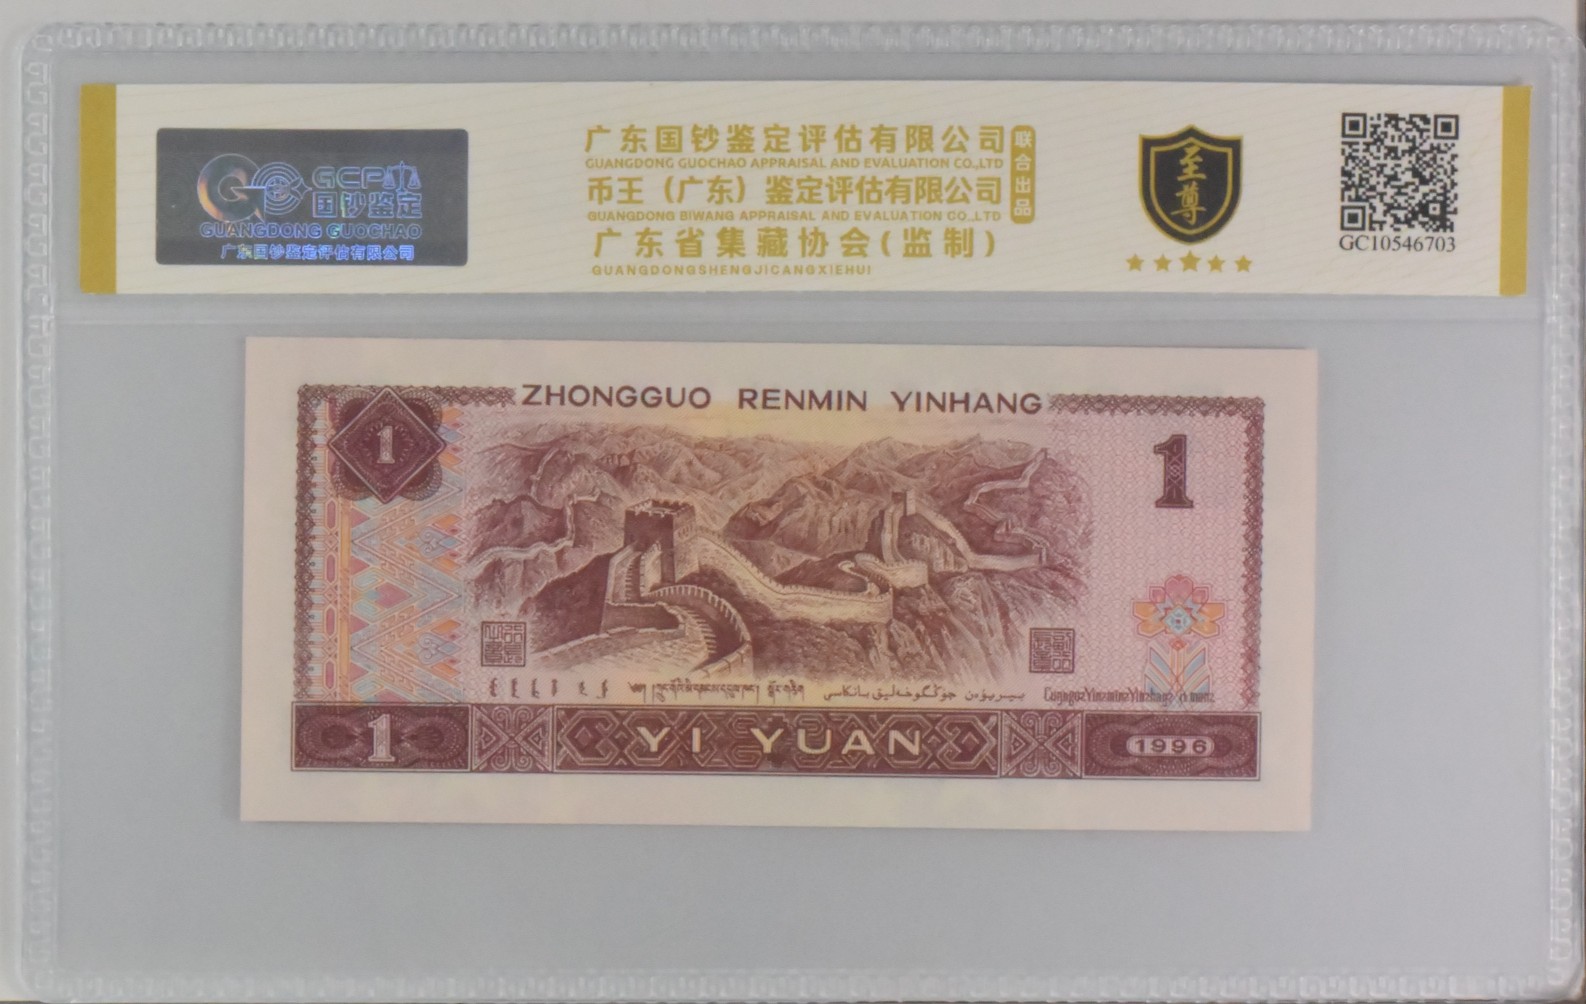 GCP
国钞鉴定
GUANGDONG GUOCHAO
广东国钞鉴定评估有限公司
广东国钞鉴定评估有限公司
GUANGDONG GUOCHAO APPRAISAL AND EVALUATION CO.,LTD
币王（广东）鉴定评估有限公司
GUANGDONG BIWANG APPRAISAL AND EVALUATION CO.,LTD
广东省集藏协会(监制)
GUANGDONGSHENGJICANGXIEHUI
联合出品
至尊
GC10546703
ZHONGGUO RENMIN YINHANG
1
1
1
YI YUAN
1996